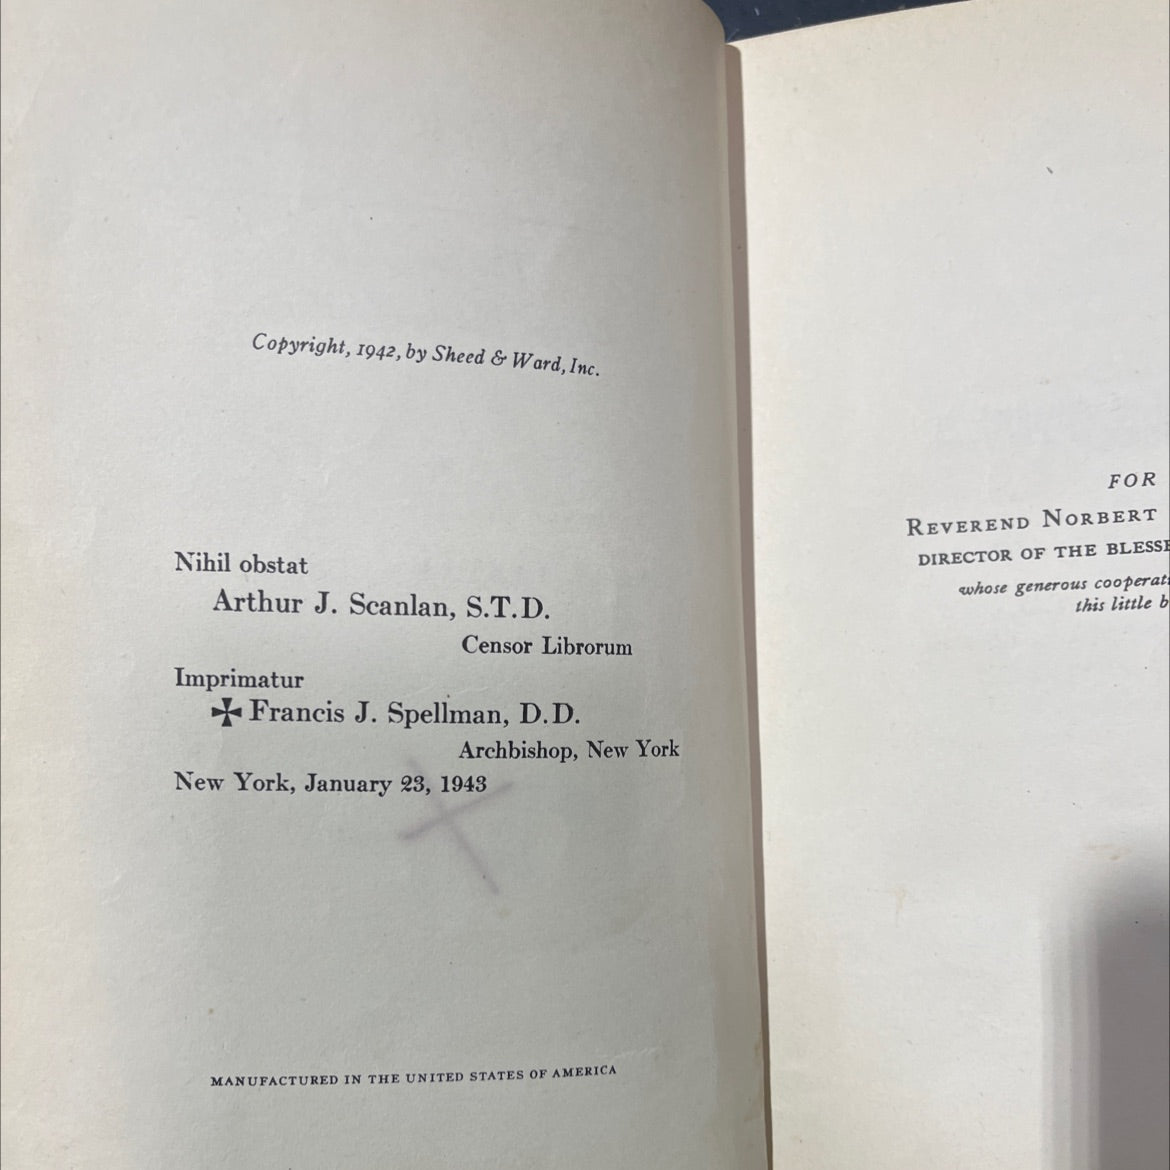 Copyright, 1942, by Sheed & Ward, Inc.
Nihil obstat
Arthur J. Scanlan, S.T.D.
Censor Librorum
Imprimatur
✠ Francis J. Spellman, D.D.
Archbishop, New York
New York, January 23, 1943
MANUFACTURED IN THE UNITED STATES OF AMERICA
FOR
REVEREND NORBERT
DIRECTOR OF THE BLESSE
whose generous cooperati
this little b